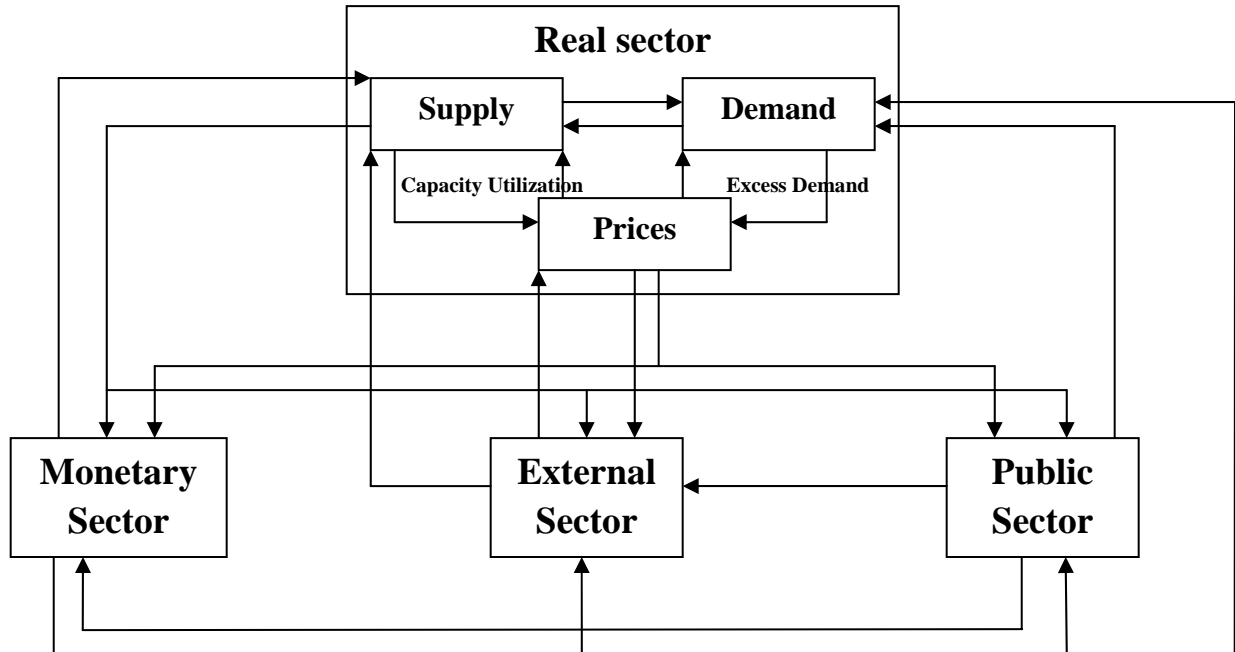 Real sector
Supply
Demand
Capacity Utilization
Excess Demand
Prices
Monetary
Sector
External
Sector
Public
Sector